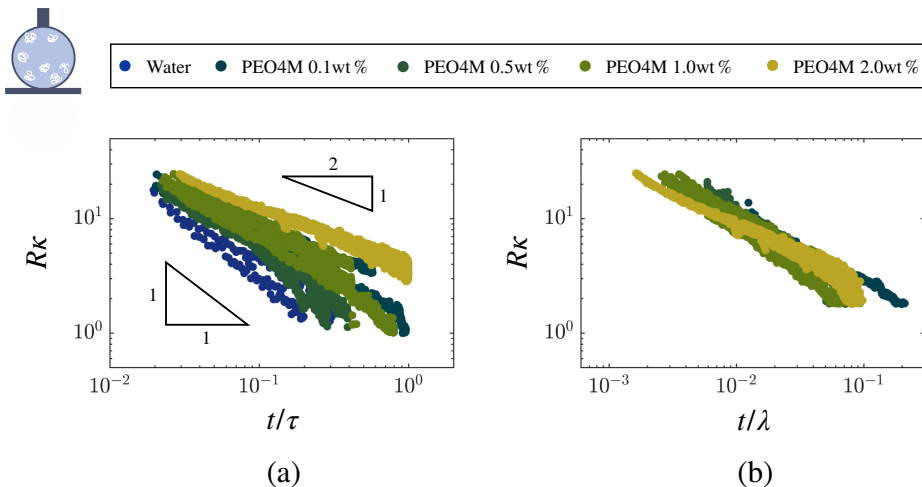 Water PEO4M 0.1wt % PEO4M 0.5wt % PEO4M 1.0wt % PEO4M 2.0wt %
2
1
1
1
Rκ
10^1
10^0
10^−2 10^−1 10^0
t/τ
(a)
Rκ
10^1
10^0
10^−3 10^−2 10^−1
t/λ
(b)